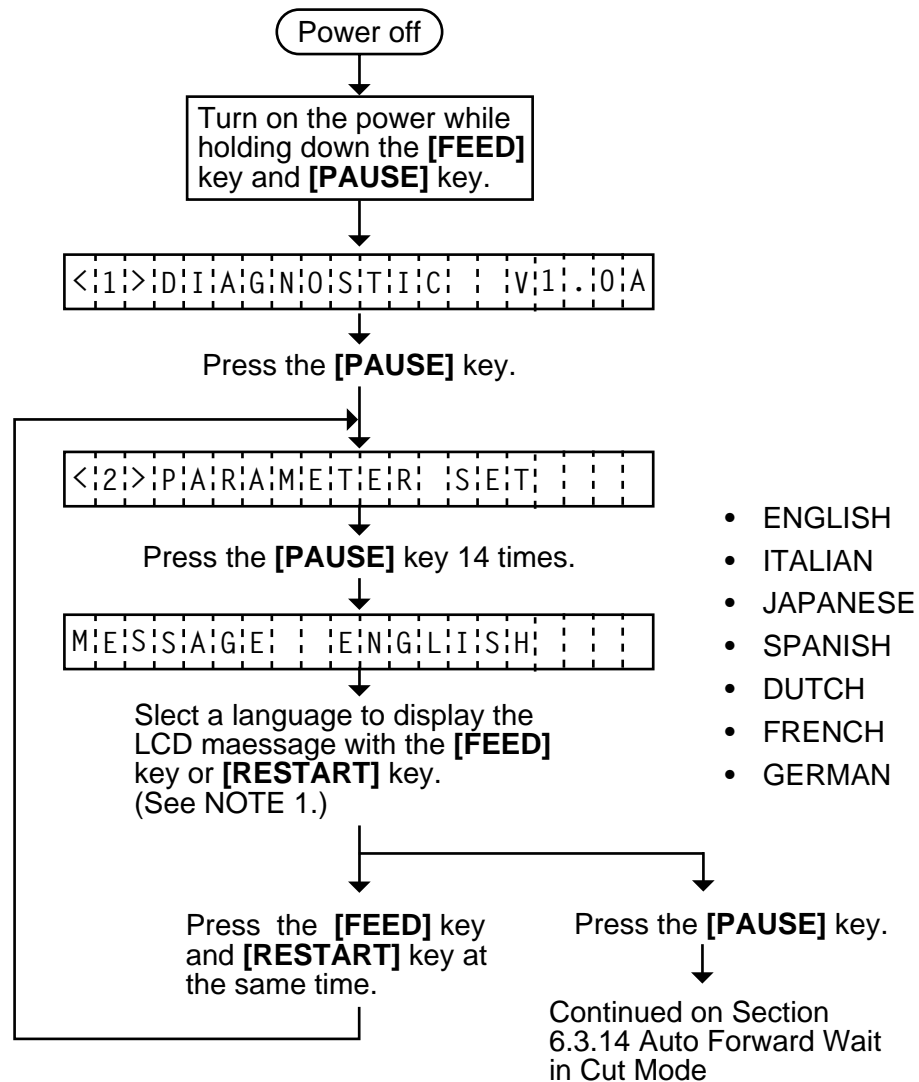 Power off
Turn on the power while
holding down the [FEED]
key and [PAUSE] key.
<1>DIAGNOSTIC  V1.0A
Press the [PAUSE] key.
<2>PARAMETER SET
Press the [PAUSE] key 14 times.
MESSAGE  ENGLISH
Slect a language to display the
LCD maessage with the [FEED]
key or [RESTART] key.
(See NOTE 1.)
• ENGLISH
• ITALIAN
• JAPANESE
• SPANISH
• DUTCH
• FRENCH
• GERMAN
Press the [FEED] key
and [RESTART] key at
the same time.
Press the [PAUSE] key.
Continued on Section
6.3.14 Auto Forward Wait
in Cut Mode